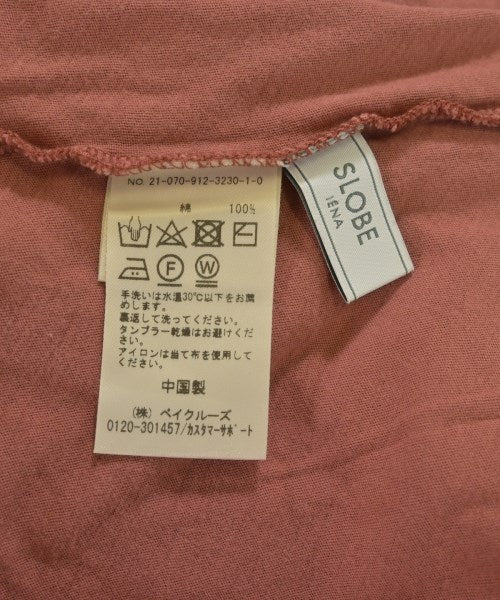 NO 21-070-912-3230-1-0
綿 100%
手洗いは水温30℃以下をお薦
めします。
裏返して洗ってください。
タンブラー乾燥はお避けくだ
さい。
アイロンは当て布を使用して
ください。
中国製
(株) ベイクルーズ
0120-301457/カスタマーサポート
SLOBE
IÉNA